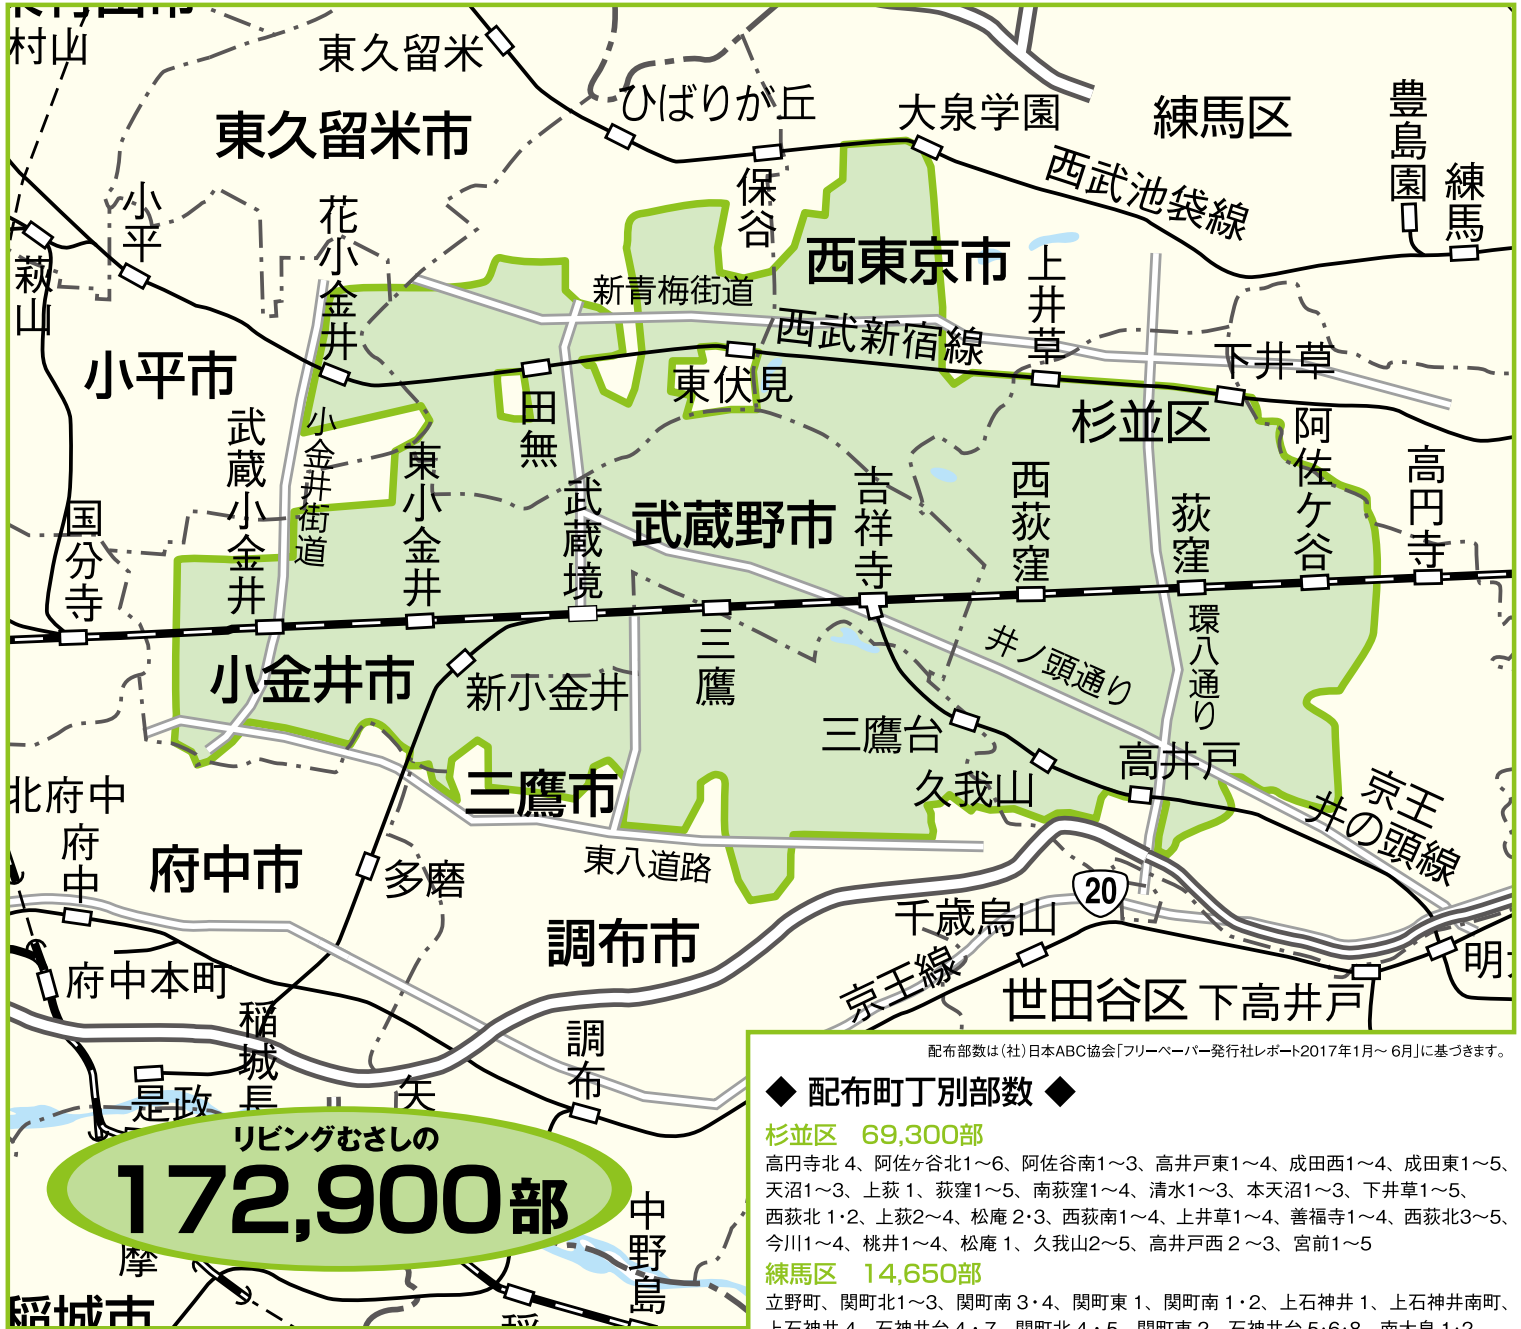 村山
東久留米
ひばりが丘
大泉学園
練馬区
豊島園
練馬
東久留米市
西武池袋線
保谷
小平
花小金井
萩山
西東京市
上井草
新青梅街道
西武新宿線
下井草
小平市
東伏見
田無
杉並区
武蔵小金井
小金井街道
東小金井
阿佐ケ谷
高円寺
国分寺
武蔵境
武蔵野市
吉祥寺
西荻窪
荻窪
小金井市
新小金井
三鷹
井ノ頭通り
環八通り
三鷹台
久我山
高井戸
三鷹市
北府中
京王
井の頭線
府中
府中市
多磨
東八道路
20
千歳烏山
調布市
京王線
府中本町
世田谷区
下高井戸
稲城長
調布
是政
矢
リビングむさしの
172,900部
中野島
摩
稲城市
配布部数は(社)日本ABC協会「フリーペーパー発行社レポート2017年1月～6月」に基づきます。
◆ 配布町丁別部数 ◆
杉並区　69,300部
高円寺北 4、阿佐ヶ谷北1～6、阿佐谷南1～3、高井戸東1～4、成田西1～4、成田東1～5、
天沼1～3、上荻 1、荻窪1～5、南荻窪1～4、清水1～3、本天沼1～3、下井草1～5、
西荻北 1・2、上荻2～4、松庵 2・3、西荻南1～4、上井草1～4、善福寺1～4、西荻北3～5、
今川1～4、桃井1～4、松庵 1、久我山2～5、高井戸西 2 ～3、宮前1～5
練馬区　14,650部
立野町、関町北1～3、関町南 3・4、関町東 1、関町南 1・2、上石神井 1、上石神井南町、